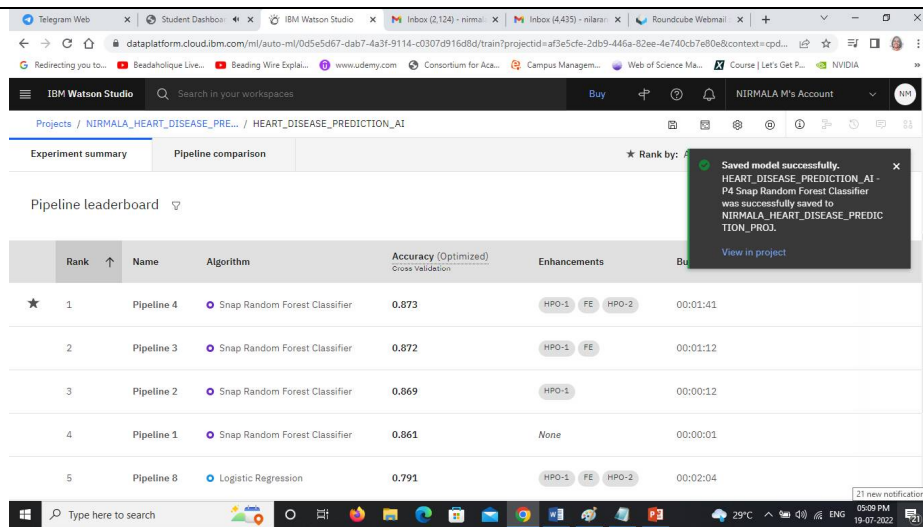 Telegram Web
Student Dashboar
IBM Watson Studio
Inbox (2,124) - nirmal
Inbox (4,435) - nilaran
Roundcube Webmail
dataplatform.cloud.ibm.com/ml/auto-ml/0d5e5d67-dab7-4a3f-9114-c0307d916d8d/train?projectid=af3e5cfe-2db9-446a-82ee-4e740cb7e80e&context=cpd...
Redirecting you to...
Beadaholique Live...
Beading Wire Explai...
www.udemy.com
Consortium for Aca...
Campus Managem...
Web of Science Ma...
Course | Let's Get P...
NVIDIA
IBM Watson Studio
Search in your workspaces
Buy
NIRMALA M's Account
NM
Projects / NIRMALA_HEART_DISEASE_PRE... / HEART_DISEASE_PREDICTION_AI
Experiment summary
Pipeline comparison
Rank by:
Saved model successfully.
HEART_DISEASE_PREDICTION_AI -
P4 Snap Random Forest Classifier
was successfully saved to
NIRMALA_HEART_DISEASE_PREDIC
TION_PROJ.
View in project
Pipeline leaderboard
Rank Name Algorithm Accuracy (Optimized) Enhancements Bu
Cross Validation
1 Pipeline 4 Snap Random Forest Classifier 0.873 HPO-1 FE HPO-2 00:01:41
2 Pipeline 3 Snap Random Forest Classifier 0.872 HPO-1 FE 00:01:12
3 Pipeline 2 Snap Random Forest Classifier 0.869 HPO-1 00:00:12
4 Pipeline 1 Snap Random Forest Classifier 0.861 None 00:00:01
5 Pipeline 8 Logistic Regression 0.791 HPO-1 FE HPO-2 00:02:04
21 new notification
Type here to search
29°C
ENG
05:09 PM
19-07-2022